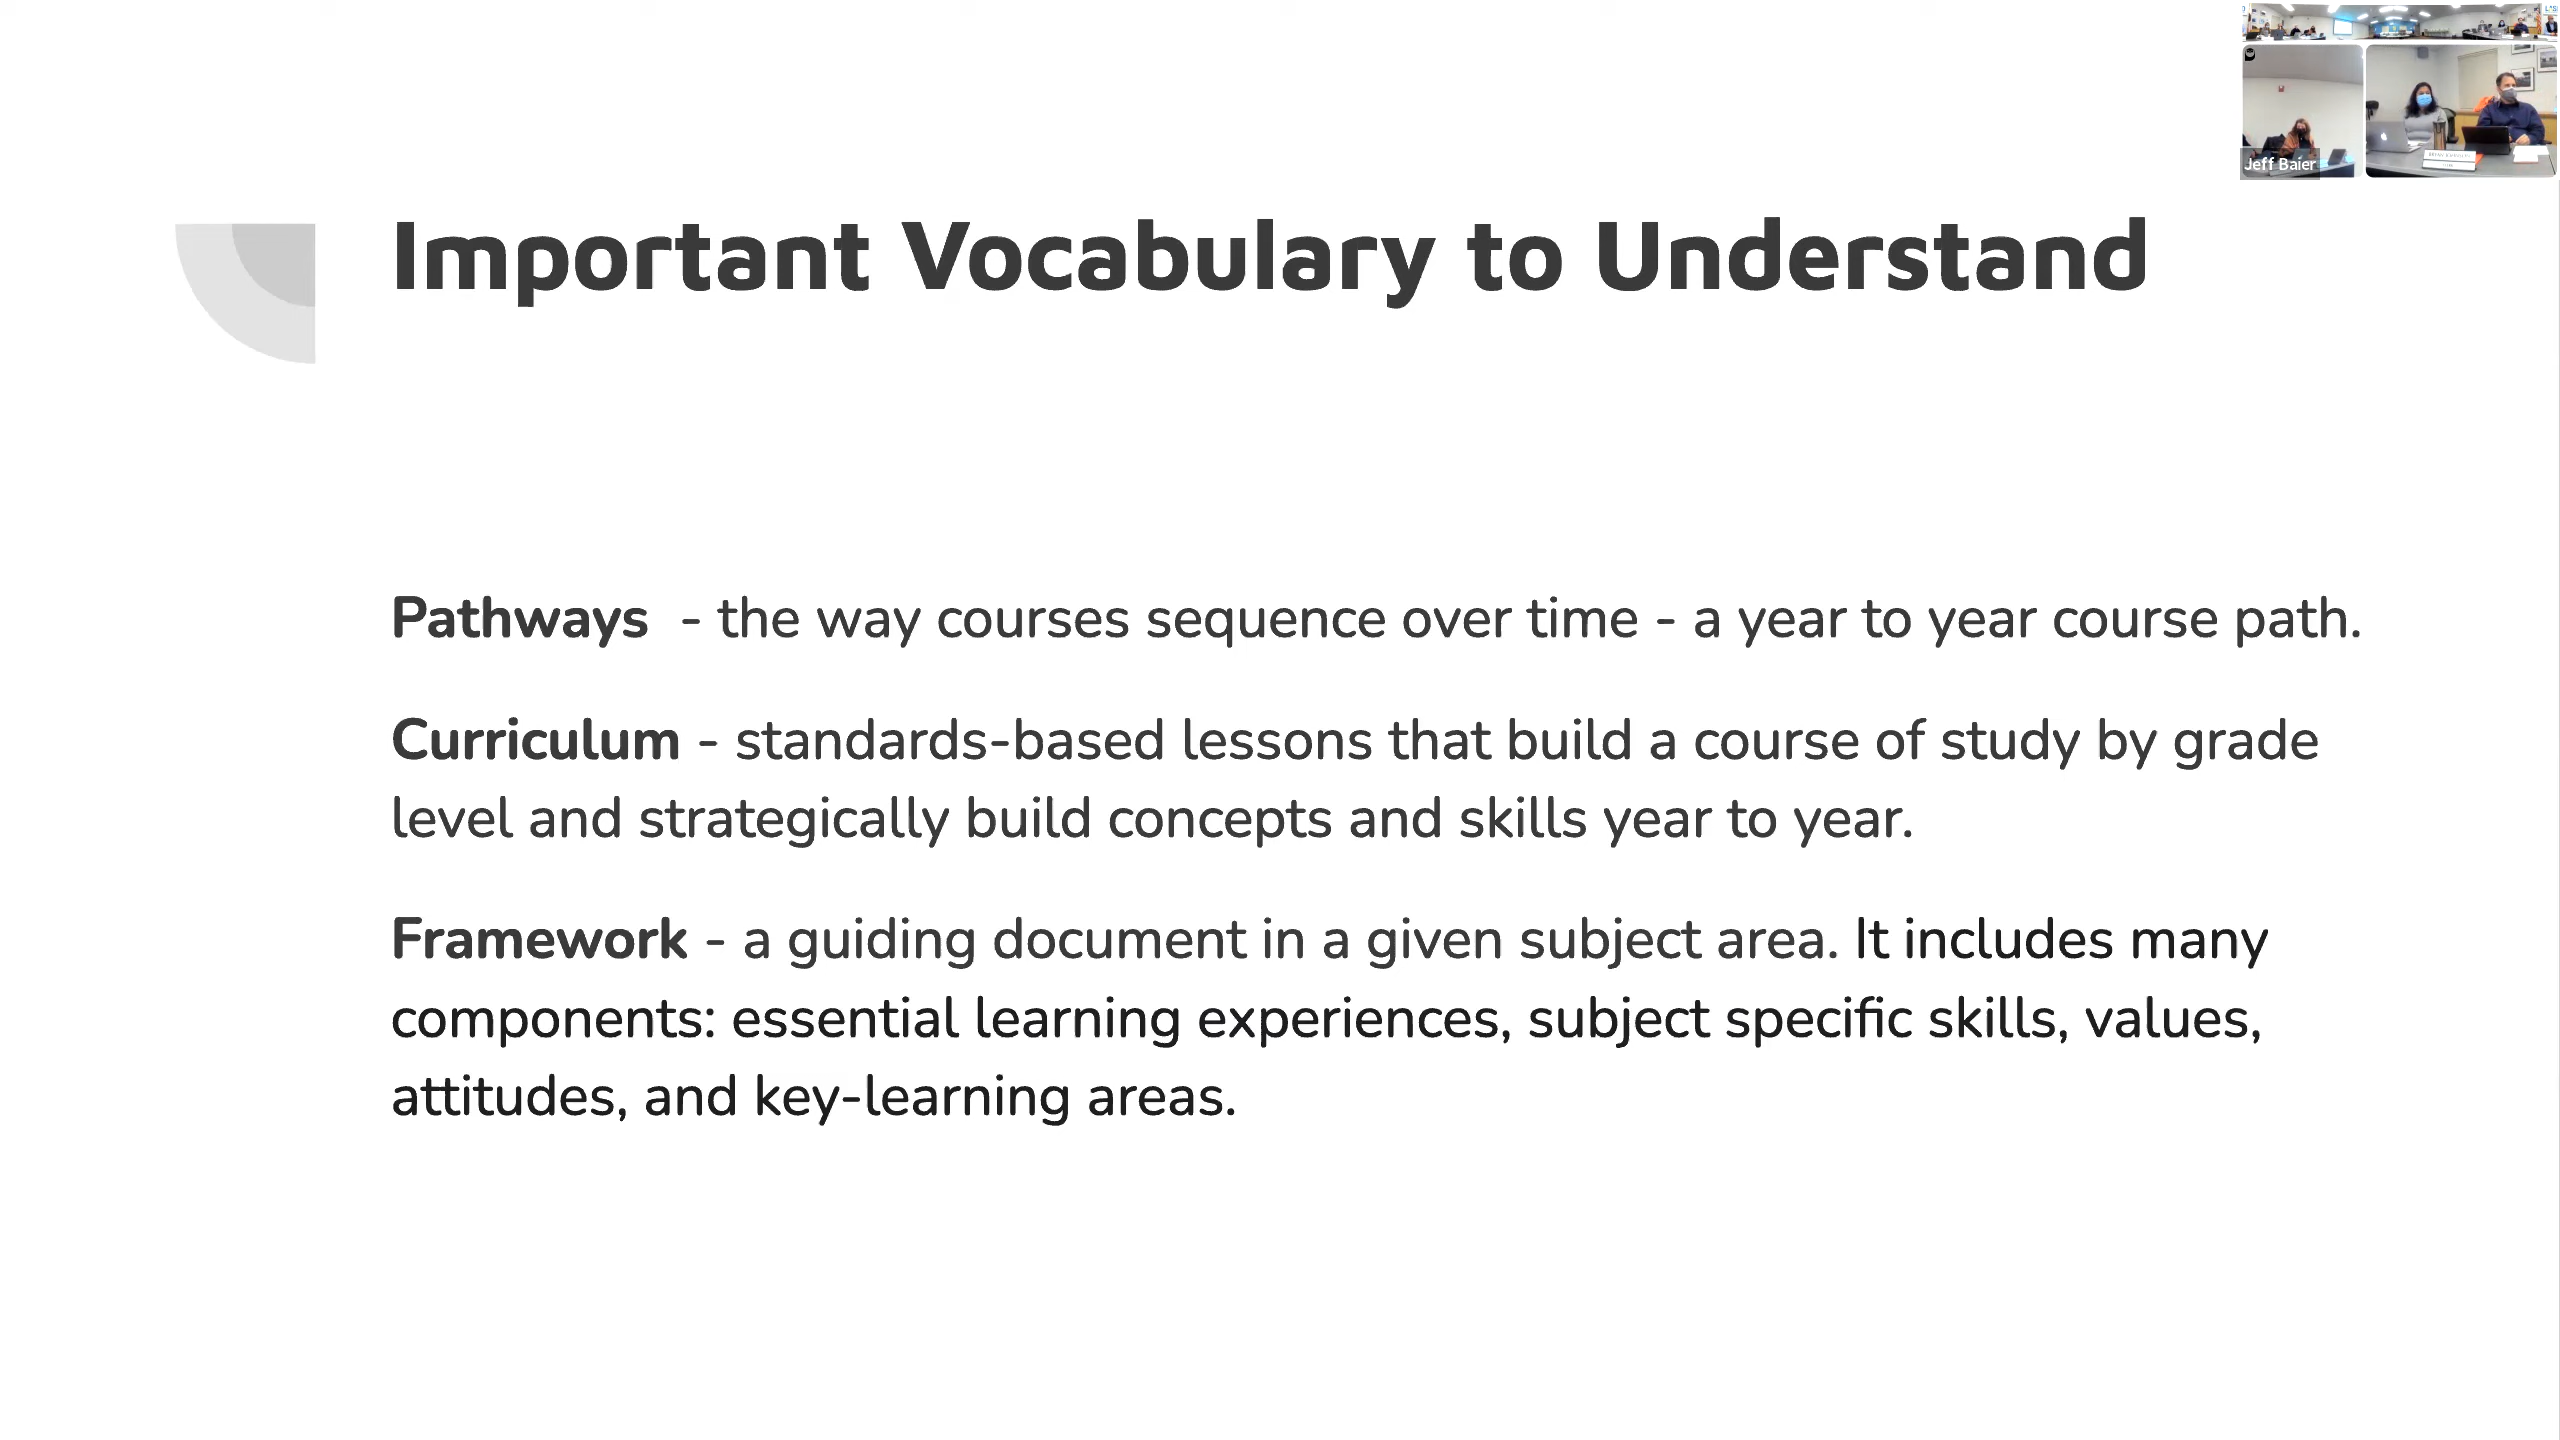 Jeff Baier
Important Vocabulary to Understand
Pathways - the way courses sequence over time - a year to year course path.
Curriculum - standards-based lessons that build a course of study by grade
level and strategically build concepts and skills year to year.
Framework - a guiding document in a given subject area. It includes many
components: essential learning experiences, subject specific skills, values,
attitudes, and key-learning areas.